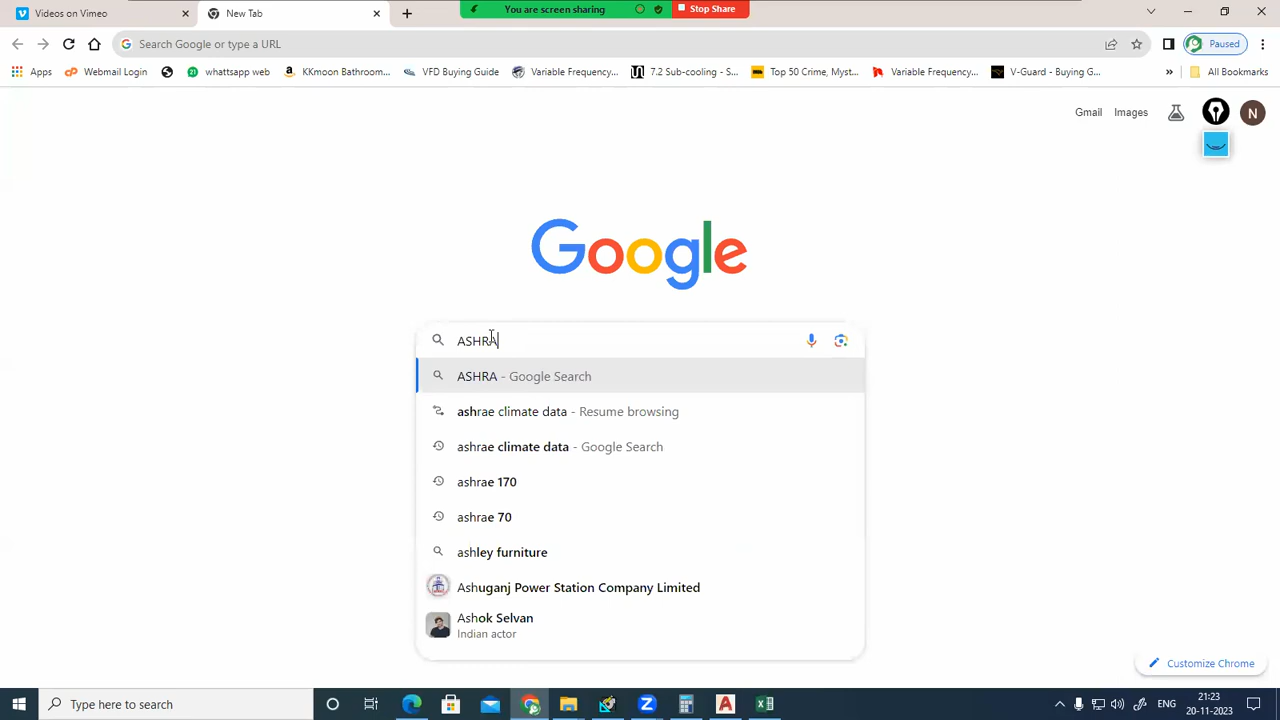 Videos on Vimeo
New Tab
You are screen sharing
Stop Share
Search Google or type a URL
Paused
Apps
Webmail Login
whattsapp web
KKmoon Bathroom...
VFD Buying Guide
Variable Frequency...
7.2 Sub-cooling - S...
Top 50 Crime, Myst...
Variable Frequency...
V-Guard - Buying G...
All Bookmarks
Gmail
Images
N
Google
ASHRA
ASHRA - Google Search
ashrae climate data - Resume browsing
ashrae climate data - Google Search
ashrae 170
ashrae 70
ashley furniture
Ashuganj Power Station Company Limited
Ashok Selvan
Indian actor
Customize Chrome
Type here to search
ENG
21:23
20-11-2023